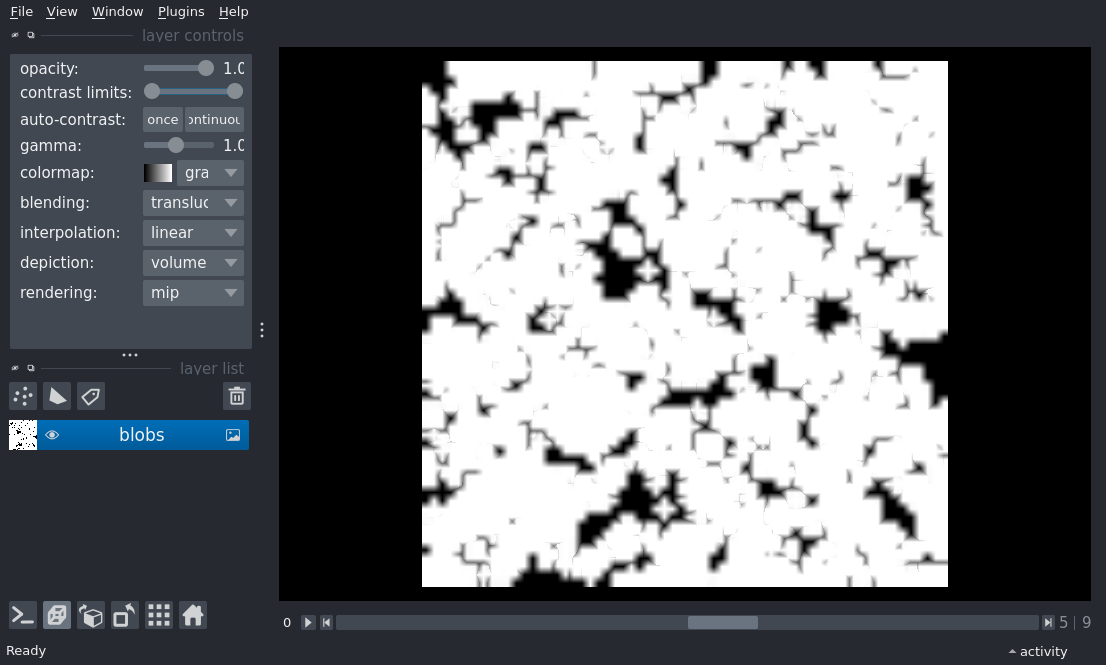 File View Window Plugins Help
layer controls
opacity: 1.0
contrast limits:
auto-contrast: once ontinuou
gamma: 1.0
colormap: gra
blending: transluc
interpolation: linear
depiction: volume
rendering: mip
layer list
blobs
0 5 | 9
Ready activity